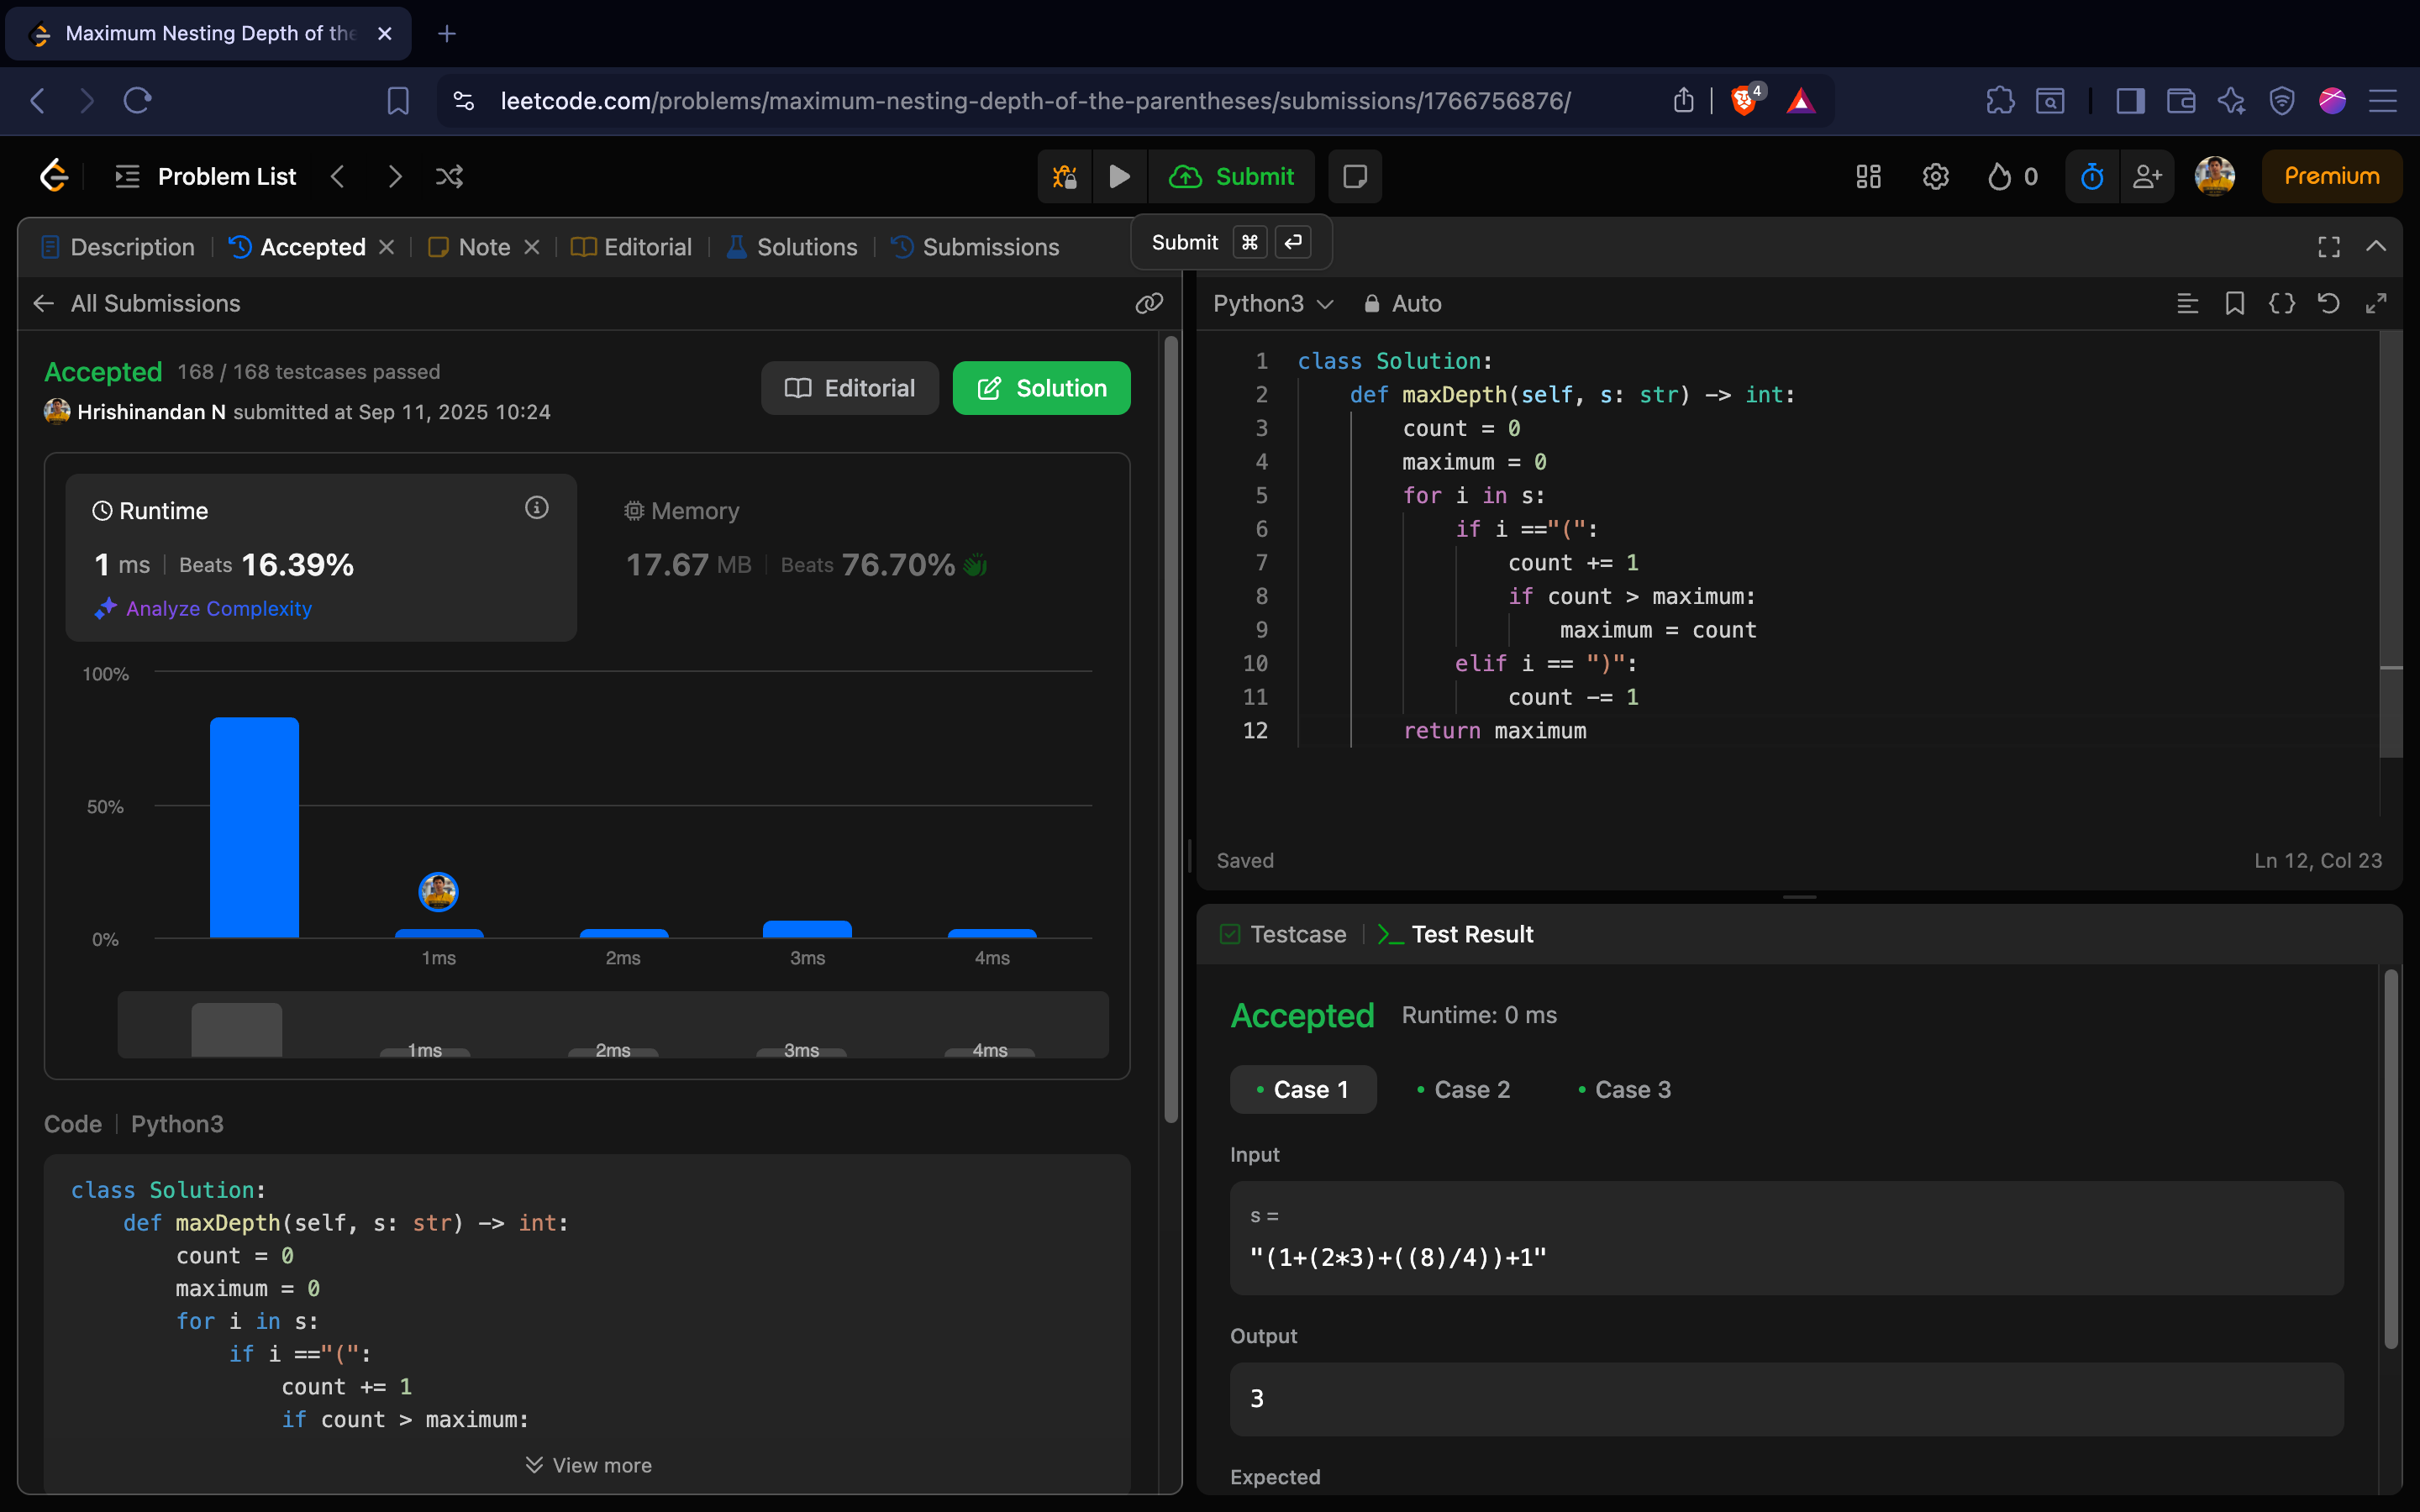 Maximum Nesting Depth of the
leetcode.com/problems/maximum-nesting-depth-of-the-parentheses/submissions/1766756876/
4
Problem List
Submit
0
Premium
Description
Accepted
Note
Editorial
Solutions
Submissions
Submit ⌘ ↵
All Submissions
Accepted 168 / 168 testcases passed
Hrishinandan N submitted at Sep 11, 2025 10:24
Editorial
Solution
Runtime
1 ms | Beats 16.39%
Analyze Complexity
Memory
17.67 MB | Beats 76.70%
100%
50%
0%
1ms 2ms 3ms 4ms
1ms 2ms 3ms 4ms
Code | Python3
class Solution:
    def maxDepth(self, s: str) -> int:
        count = 0
        maximum = 0
        for i in s:
            if i =="(":
                count += 1
                if count > maximum:
View more
Python3
Auto
1 class Solution:
2     def maxDepth(self, s: str) -> int:
3         count = 0
4         maximum = 0
5         for i in s:
6             if i =="(":
7                 count += 1
8                 if count > maximum:
9                     maximum = count
10             elif i == ")":
11                 count -= 1
12         return maximum
Saved
Ln 12, Col 23
Testcase
Test Result
Accepted Runtime: 0 ms
Case 1
Case 2
Case 3
Input
s =
"(1+(2*3)+((8)/4))+1"
Output
3
Expected